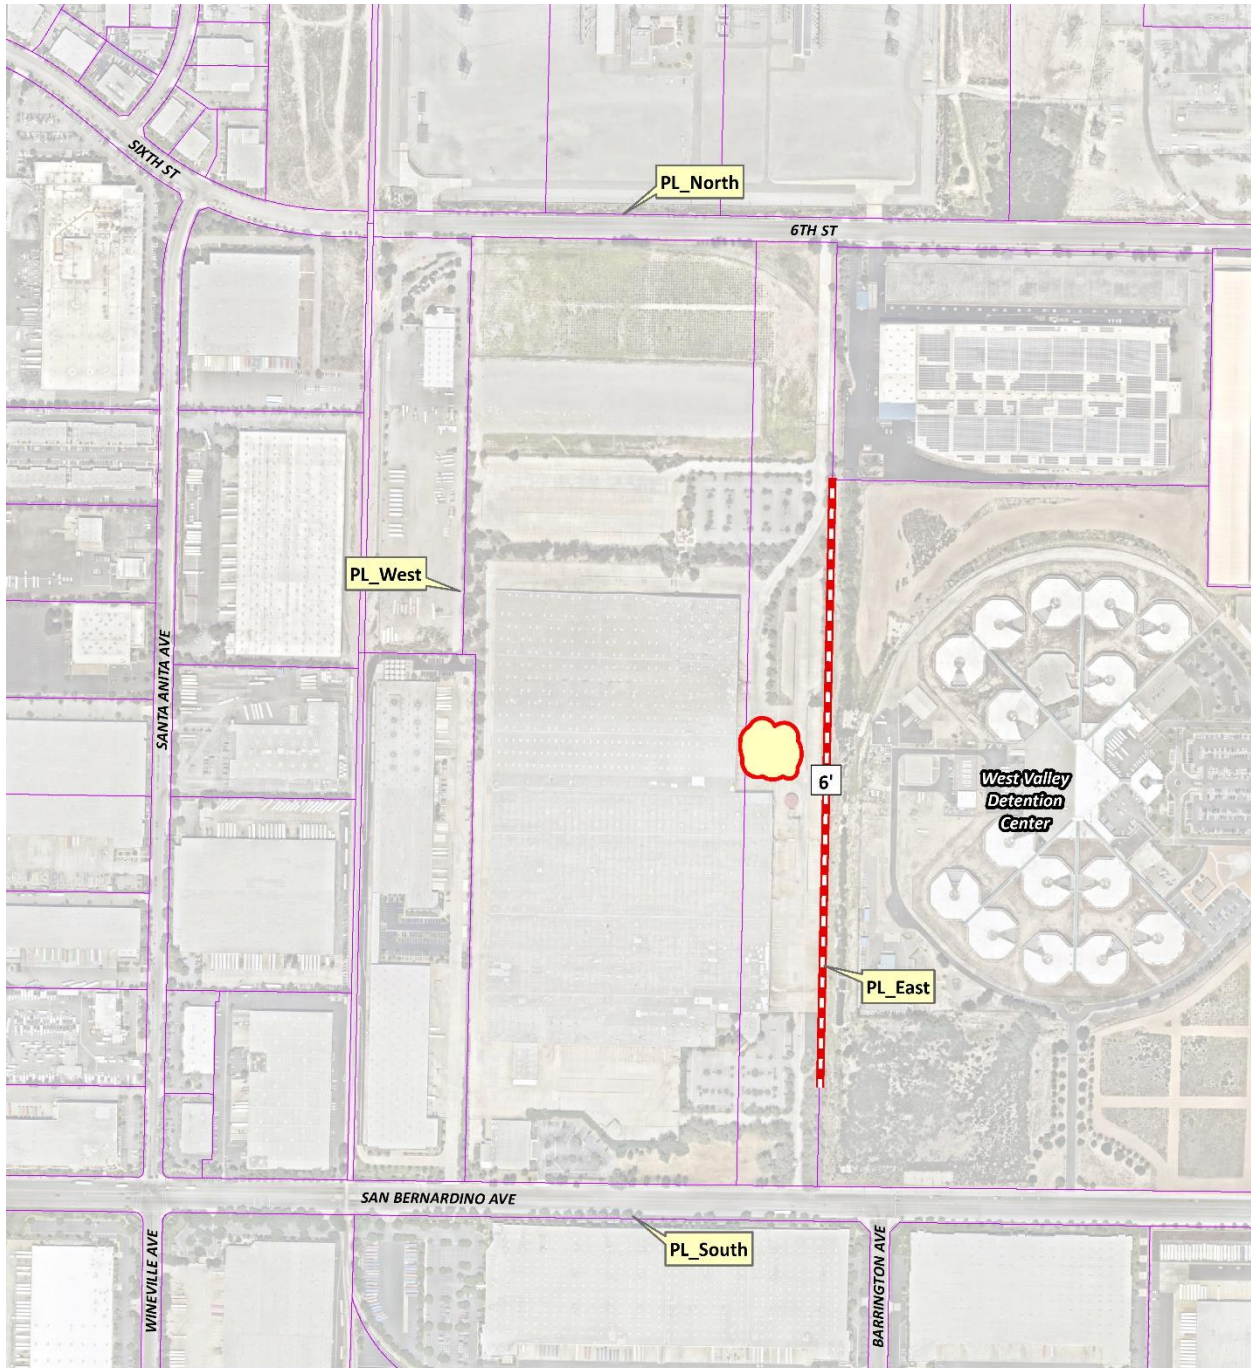 PL_North
SIXTH ST
6TH ST
PL_West
SANTA ANITA AVE
6'
West Valley
Detention
Center
PL_East
SAN BERNARDINO AVE
PL_South
WINEVILLE AVE
BARRINGTON AVE